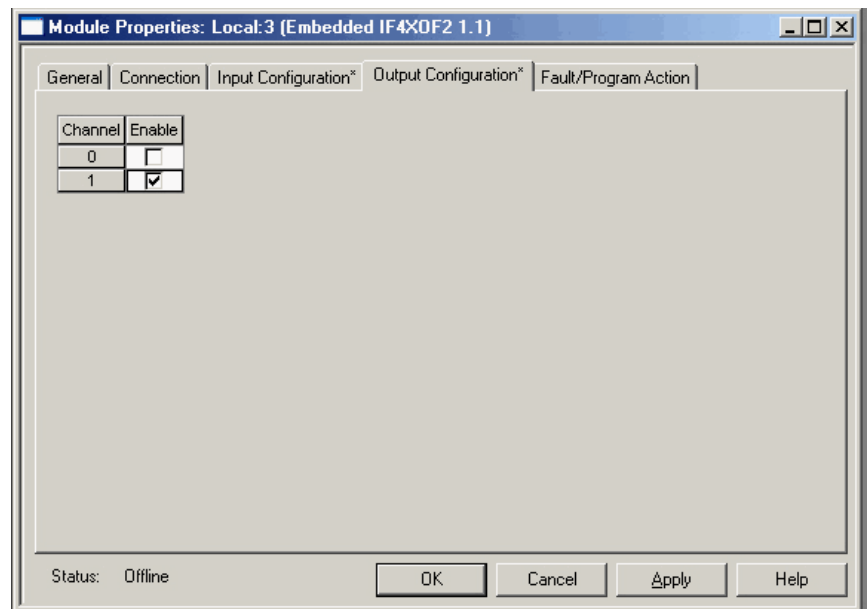 Module Properties: Local:3 (Embedded IF4XOF2 1.1)
General Connection Input Configuration* Output Configuration* Fault/Program Action
Channel Enable
0
1
Status: Offline OK Cancel Apply Help